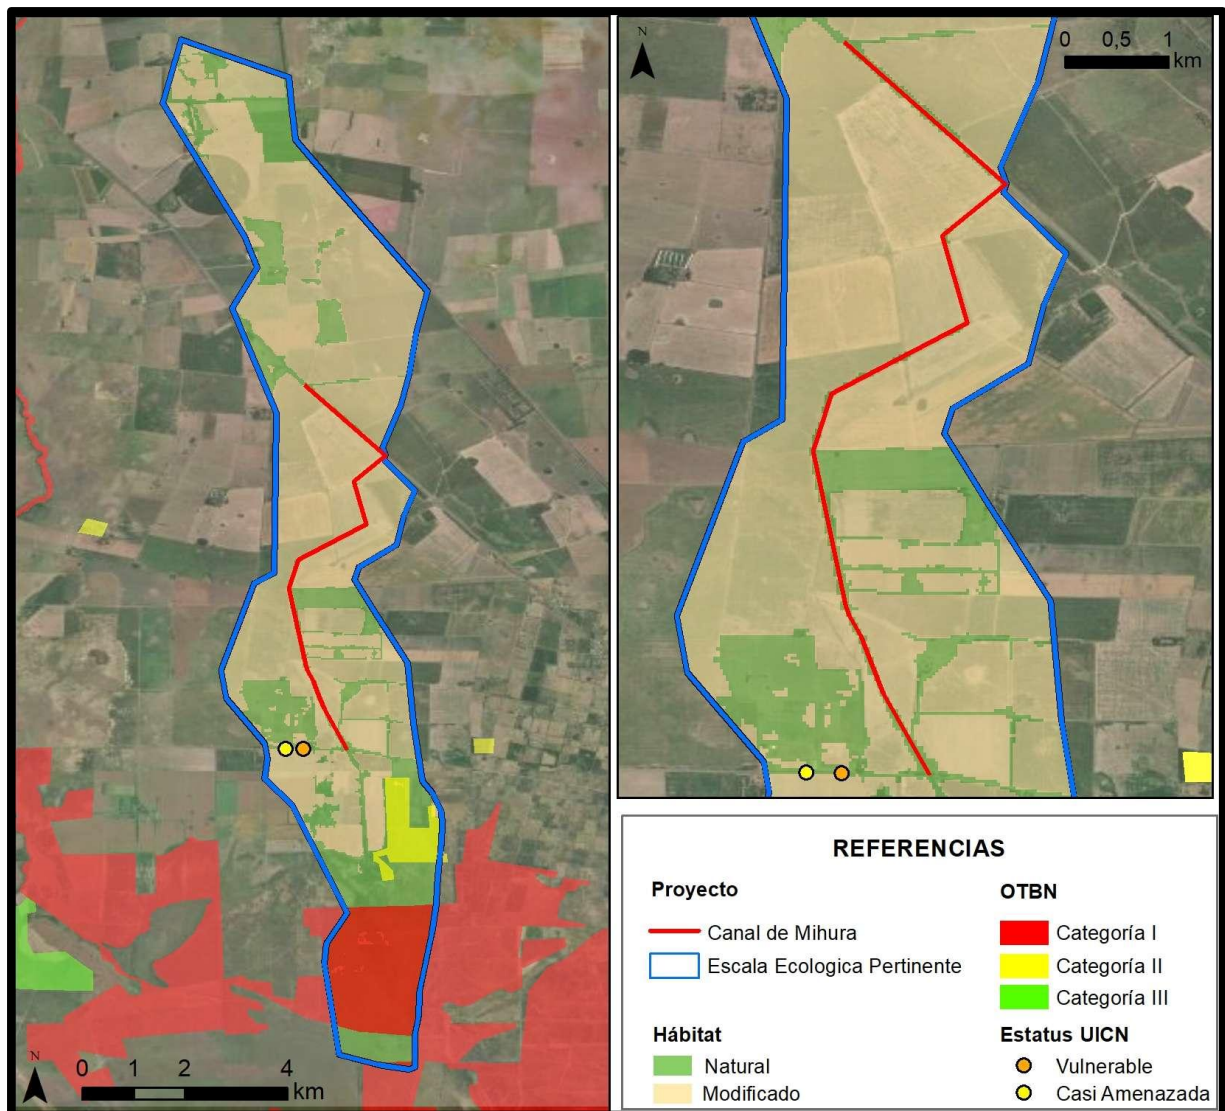 N
0 0,5 1
km
N
0 1 2 4
km
REFERENCIAS
Proyecto
Canal de Mihura
Escala Ecologica Pertinente
Hábitat
Natural
Modificado
OTBN
Categoría I
Categoría II
Categoría III
Estatus UICN
Vulnerable
Casi Amenazada